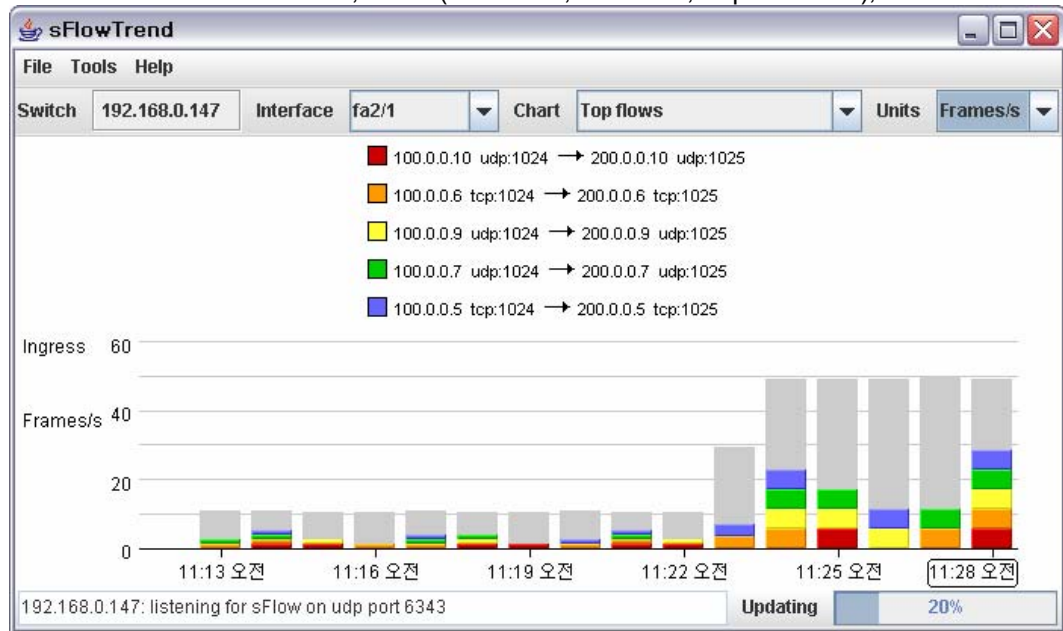 sFlowTrend
File Tools Help
Switch 192.168.0.147 Interface fa2/1 Chart Top flows Units Frames/s
100.0.0.10 udp:1024 → 200.0.0.10 udp:1025
100.0.0.6 tcp:1024 → 200.0.0.6 tcp:1025
100.0.0.9 udp:1024 → 200.0.0.9 udp:1025
100.0.0.7 udp:1024 → 200.0.0.7 udp:1025
100.0.0.5 tcp:1024 → 200.0.0.5 tcp:1025
Ingress 60
Frames/s 40
20
0
11:13 오전 11:16 오전 11:19 오전 11:22 오전 11:25 오전 11:28 오전
192.168.0.147: listening for sFlow on udp port 6343 Updating 20%